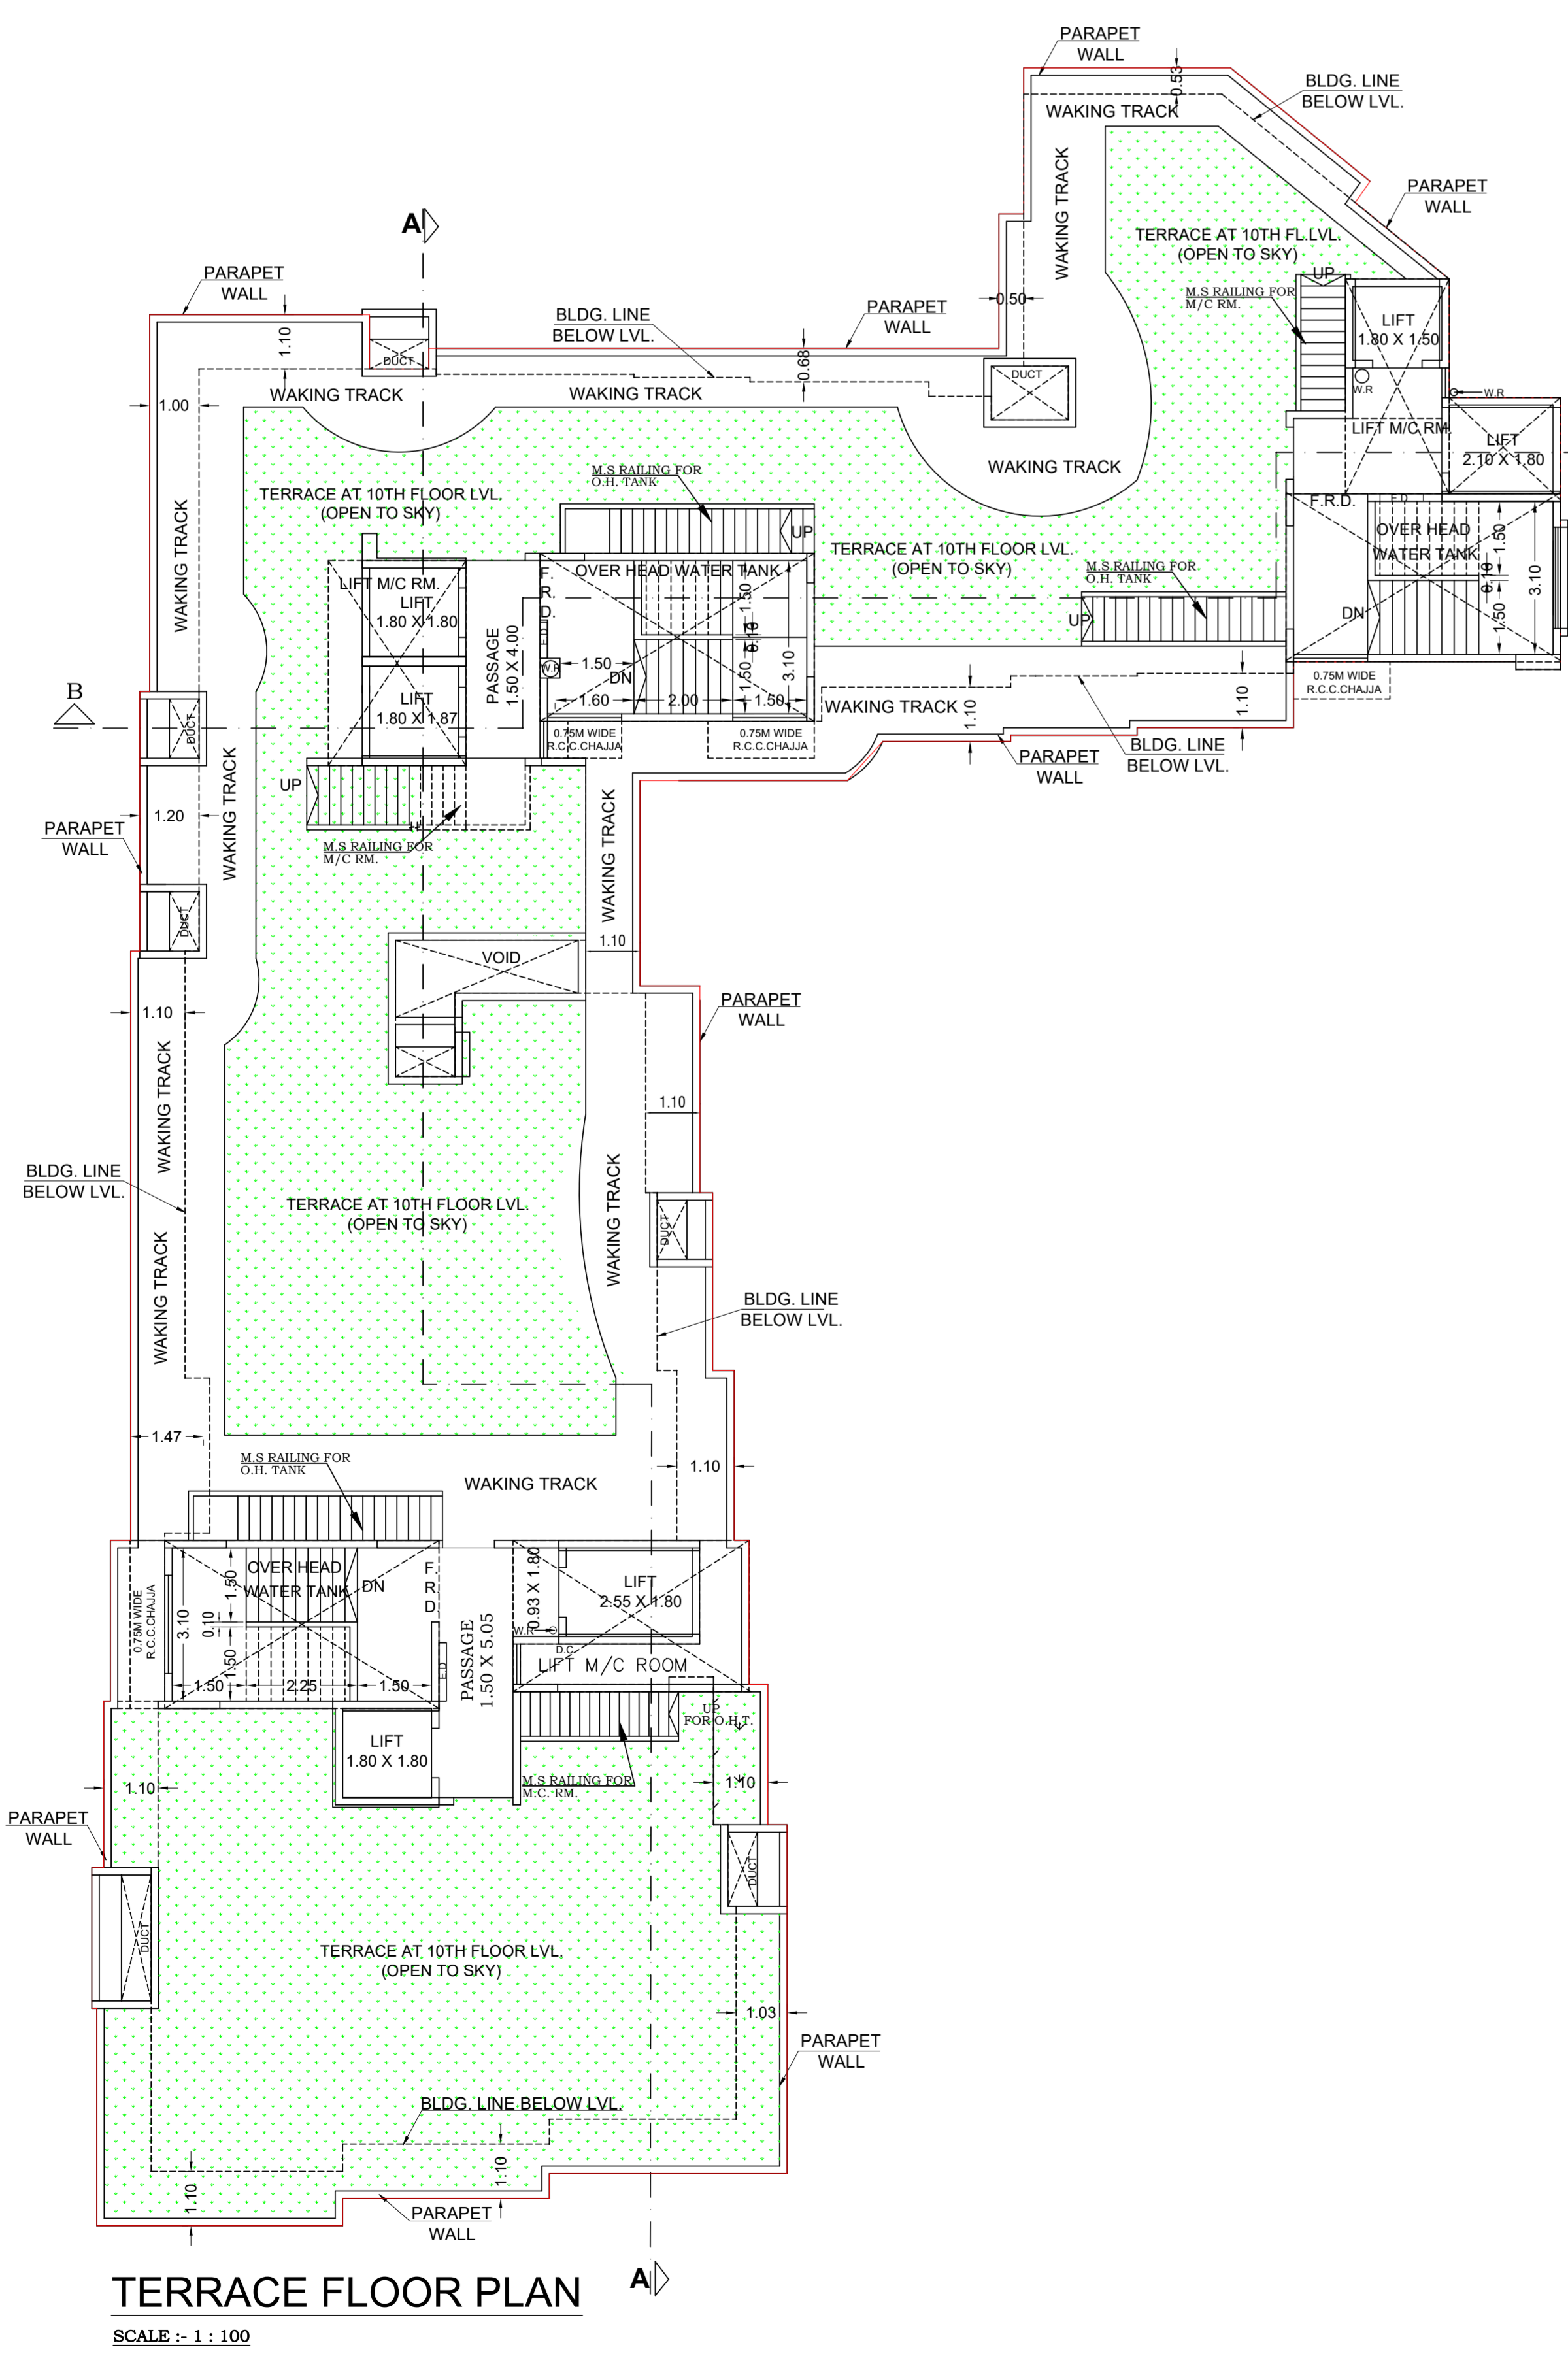 PARAPET
WALL
0.53
BLDG. LINE
BELOW LVL.
WAKING TRACK
WAKING TRACK
PARAPET
WALL
A
TERRACE AT 10TH FL.LVL.
(OPEN TO SKY)
UP
PARAPET
WALL
M.S RAILING FOR
M/C RM.
0.50
1.10
BLDG. LINE
BELOW LVL.
PARAPET
WALL
LIFT
1.80 X 1.50
DUCT
0.68
DUCT
W.R
W.R
WAKING TRACK
WAKING TRACK
1.00
LIFT M/C RM.
LIFT
2.10 X 1.80
WAKING TRACK
M.S RAILING FOR
O.H. TANK
TERRACE AT 10TH FLOOR LVL.
(OPEN TO SKY)
F.R.D.
F.D
WAKING TRACK
UP
OVER HEAD
WATER TANK
1.50
0.10
1.50
3.10
DN
TERRACE AT 10TH FLOOR LVL.
(OPEN TO SKY)
M.S RAILING FOR
O.H. TANK
UP
LIFT M/C RM.
LIFT
1.80 X 1.80
F.
R.
D.
F.D
OVER HEAD WATER TANK
1.50
0.10
1.50
3.10
PASSAGE
1.50 X 4.00
W.R
1.50
DN
1.60
2.00
1.50
LIFT
1.80 X 1.87
0.75M WIDE
R.C.C.CHAJJA
B
WAKING TRACK
1.10
1.10
DUCT
0.75M WIDE
R.C.C.CHAJJA
0.75M WIDE
R.C.C.CHAJJA
PARAPET
WALL
BLDG. LINE
BELOW LVL.
UP
WAKING TRACK
1.20
PARAPET
WALL
M.S RAILING FOR
M/C RM.
WAKING TRACK
DUCT
1.10
VOID
1.10
PARAPET
WALL
WAKING TRACK
1.10
BLDG. LINE
BELOW LVL.
TERRACE AT 10TH FLOOR LVL.
(OPEN TO SKY)
WAKING TRACK
DUCT
WAKING TRACK
BLDG. LINE
BELOW LVL.
1.47
M.S RAILING FOR
O.H. TANK
WAKING TRACK
1.10
0.75M WIDE
R.C.C.CHAJJA
3.10
1.50
0.10
1.50
OVER HEAD
WATER TANK
DN
F.
R.
D.
0.93 X 1.80
LIFT
2.55 X 1.80
PASSAGE
1.50 X 5.05
W.R
D.C
LIFT M/C ROOM
F.D
1.50
2.25
1.50
UP
FOR O.H.T.
LIFT
1.80 X 1.80
M.S RAILING FOR
M.C. RM.
1.10
1.10
PARAPET
WALL
DUCT
DUCT
TERRACE AT 10TH FLOOR LVL.
(OPEN TO SKY)
1.03
PARAPET
WALL
BLDG. LINE BELOW LVL.
1.10
1.10
PARAPET
WALL
TERRACE FLOOR PLAN
A
SCALE :- 1 : 100